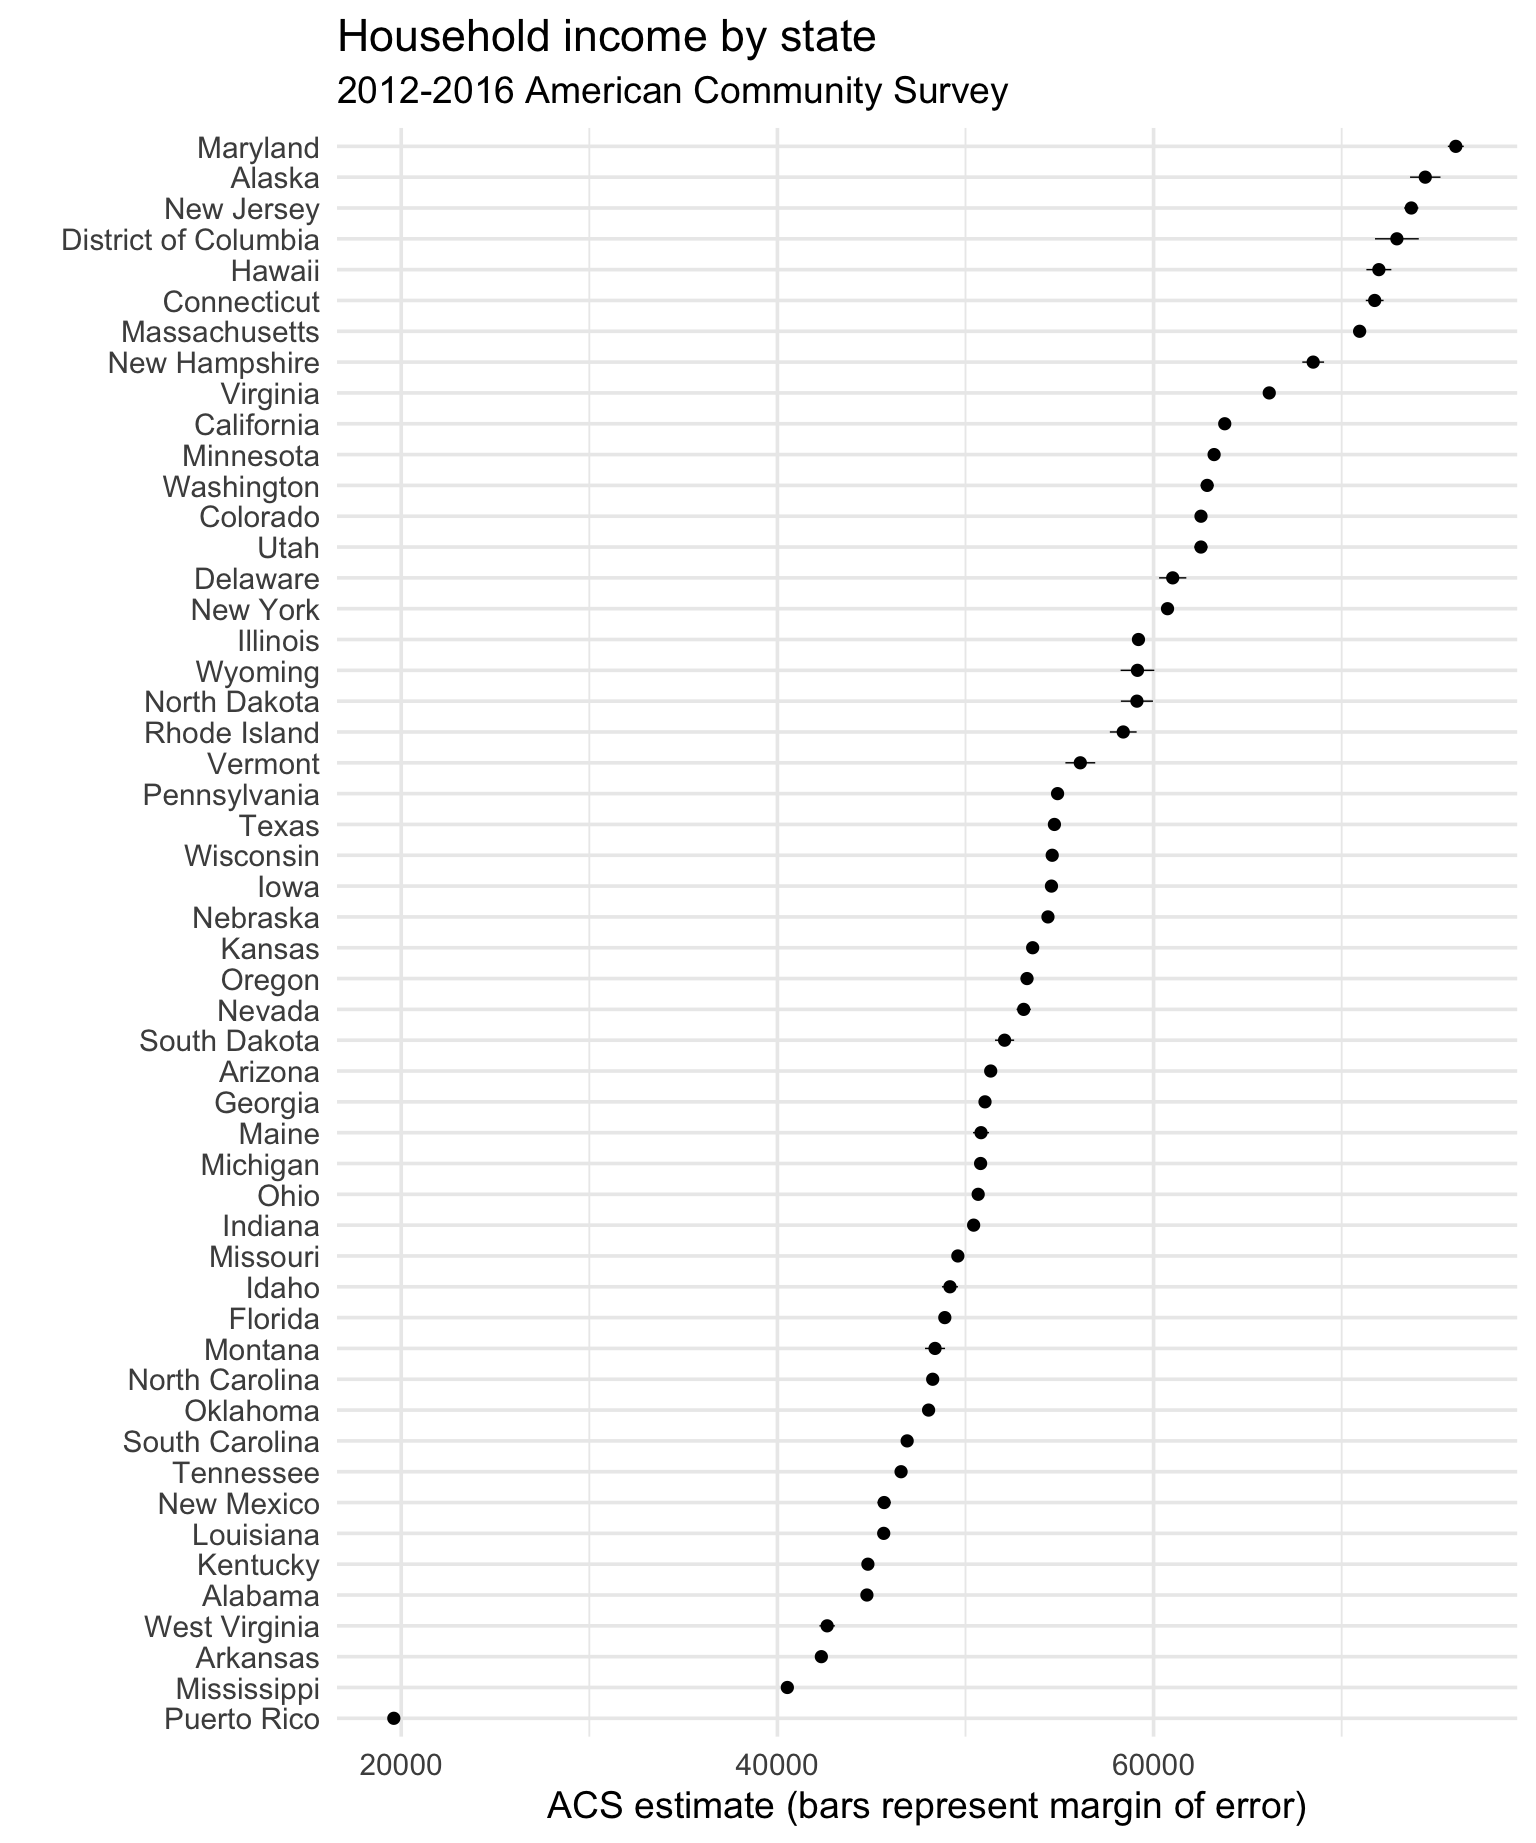 Household income by state
2012-2016 American Community Survey
Maryland
Alaska
New Jersey
District of Columbia
Hawaii
Connecticut
Massachusetts
New Hampshire
Virginia
California
Minnesota
Washington
Colorado
Utah
Delaware
New York
Illinois
Wyoming
North Dakota
Rhode Island
Vermont
Pennsylvania
Texas
Wisconsin
Iowa
Nebraska
Kansas
Oregon
Nevada
South Dakota
Arizona
Georgia
Maine
Michigan
Ohio
Indiana
Missouri
Idaho
Florida
Montana
North Carolina
Oklahoma
South Carolina
Tennessee
New Mexico
Louisiana
Kentucky
Alabama
West Virginia
Arkansas
Mississippi
Puerto Rico
20000 40000 60000
ACS estimate (bars represent margin of error)